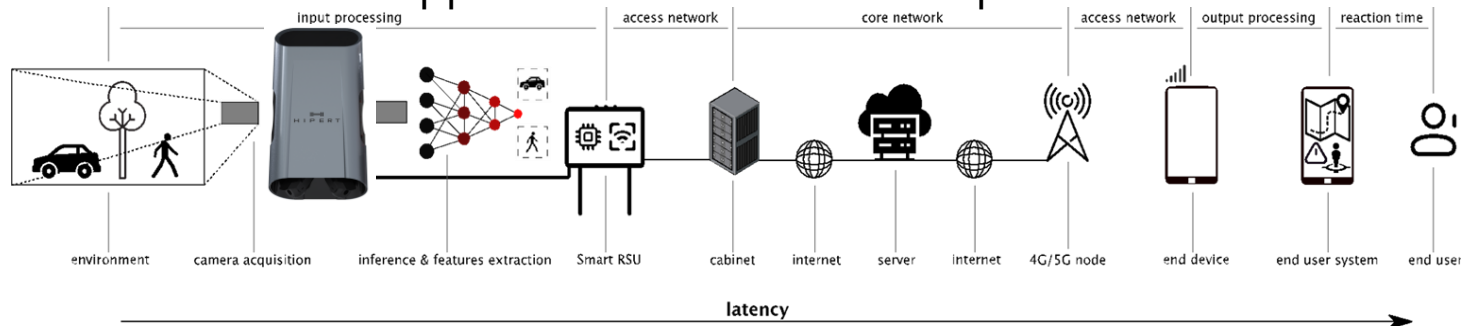 input processing
access network
core network
access network
output processing
reaction time
HIPERT
environment
camera acquisition
inference & features extraction
Smart RSU
cabinet
internet
server
internet
4G/5G node
end device
end user system
end user
latency